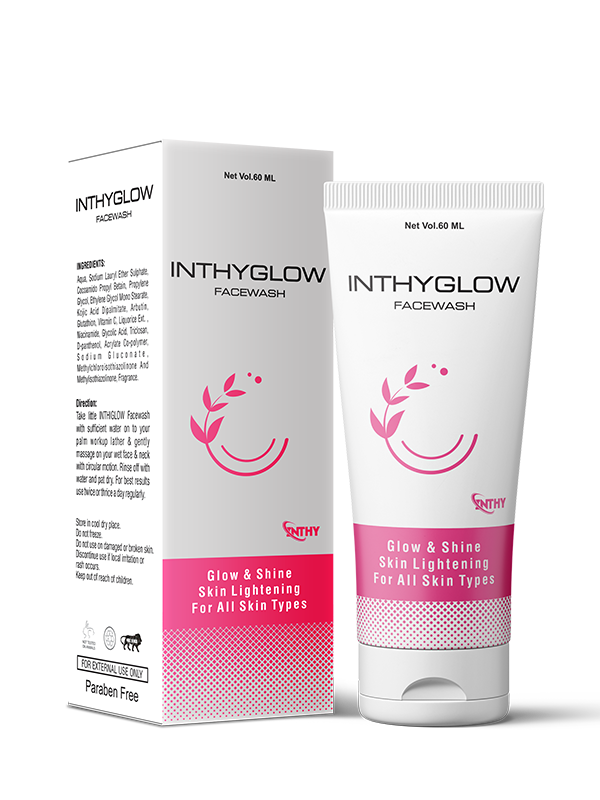 INTHYGLOW
FACEWASH
INGREDIENTS:
Aqua, Sodium Lauryl Ether Sulphate,
Cocoamido Propyl Betain, Propylene
Glycol, Ethylene Glycol Mono Stearate,
Kojic Acid Dipalmitate, Arbutin,
Glutathion, Vitamin C, Liquorice Ext. ,
Niacinamide, Glycolic Acid, Triclosan,
D-panthenol, Acrylate Co-polymer,
Sodium Gluconate,
Methylchloroisothiazolinone And
Methylisothiazolinone, Fragrance.
Direction:
Take little INTHIGLOW Facewash
with sufficient water on to your
palm workup lather & gently
massage on your wet face & neck
with circular motion. Rinse off with
water and pat dry. For best results
use twice or thrice a day regularly.
Store in cool dry place.
Do not freeze.
Do not use on damaged or broken skin.
Discontinue use if local irritation or
rash occurs.
Keep out of reach of children.
NOT TESTED
ON ANIMALS
FOR EXTERNAL USE ONLY
Paraben Free
Net Vol.60 ML
INTHYGLOW
FACEWASH
INTHY
Glow & Shine
Skin Lightening
For All Skin Types
Net Vol.60 ML
INTHYGLOW
FACEWASH
INTHY
Glow & Shine
Skin Lightening
For All Skin Types